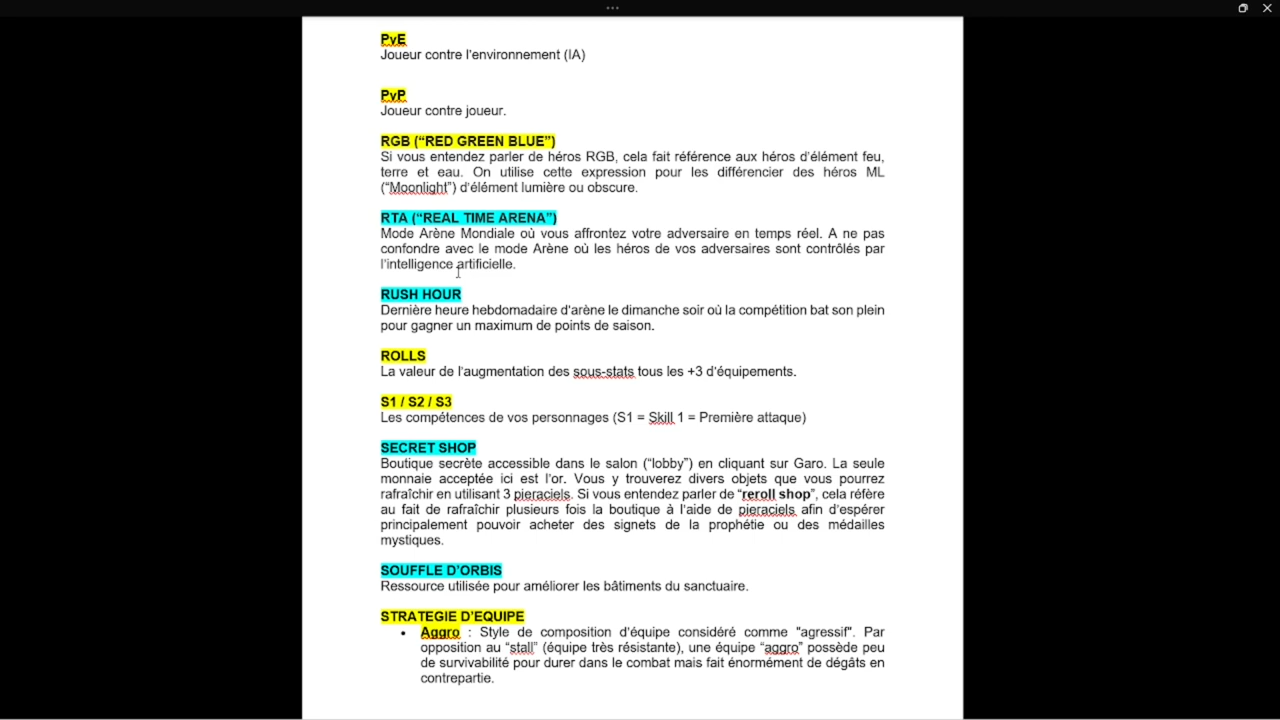 PvE
Joueur contre l'environnement (IA)
PvP
Joueur contre joueur.
RGB (“RED GREEN BLUE”)
Si vous entendez parler de héros RGB, cela fait référence aux héros d'élément feu,
terre et eau. On utilise cette expression pour les différencier des héros ML
(“Moonlight”) d'élément lumière ou obscure.
RTA (“REAL TIME ARENA”)
Mode Arène Mondiale où vous affrontez votre adversaire en temps réel. A ne pas
confondre avec le mode Arène où les héros de vos adversaires sont contrôlés par
l'intelligence artificielle.
RUSH HOUR
Dernière heure hebdomadaire d'arène le dimanche soir où la compétition bat son plein
pour gagner un maximum de points de saison.
ROLLS
La valeur de l'augmentation des sous-stats tous les +3 d'équipements.
S1 / S2 / S3
Les compétences de vos personnages (S1 = Skill 1 = Première attaque)
SECRET SHOP
Boutique secrète accessible dans le salon (“lobby”) en cliquant sur Garo. La seule
monnaie acceptée ici est l'or. Vous y trouverez divers objets que vous pourrez
rafraîchir en utilisant 3 pieraciels. Si vous entendez parler de “reroll shop”, cela réfère
au fait de rafraîchir plusieurs fois la boutique à l'aide de pieraciels afin d'espérer
principalement pouvoir acheter des signets de la prophétie ou des médailles
mystiques.
SOUFFLE D'ORBIS
Ressource utilisée pour améliorer les bâtiments du sanctuaire.
STRATEGIE D'EQUIPE
• Aggro : Style de composition d'équipe considéré comme "agressif". Par
opposition au “stall” (équipe très résistante), une équipe “aggro” possède peu
de survivabilité pour durer dans le combat mais fait énormément de dégâts en
contrepartie.